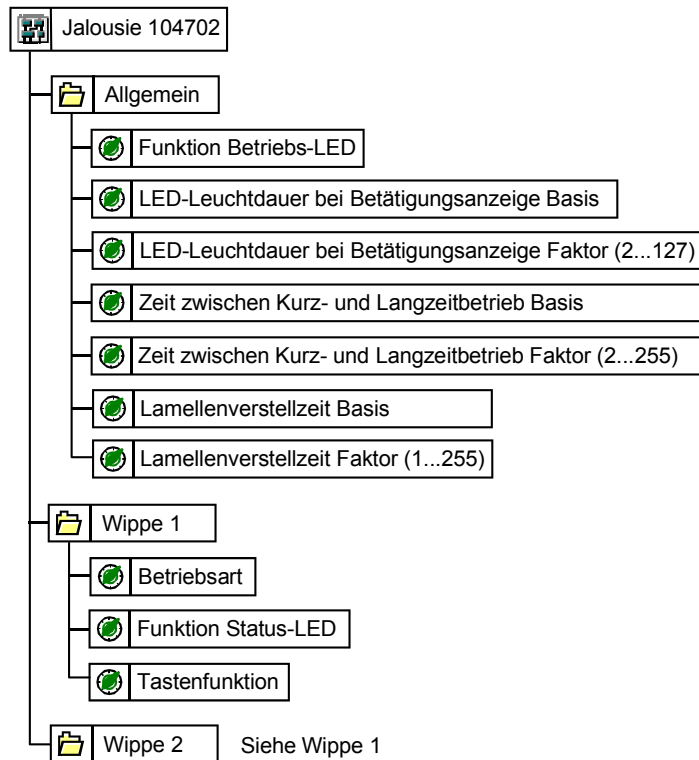 Jalousie 104702
Allgemein
Funktion Betriebs-LED
LED-Leuchtdauer bei Betätigungsanzeige Basis
LED-Leuchtdauer bei Betätigungsanzeige Faktor (2...127)
Zeit zwischen Kurz- und Langzeitbetrieb Basis
Zeit zwischen Kurz- und Langzeitbetrieb Faktor (2...255)
Lamellenverstellzeit Basis
Lamellenverstellzeit Faktor (1...255)
Wippe 1
Betriebsart
Funktion Status-LED
Tastenfunktion
Wippe 2 Siehe Wippe 1